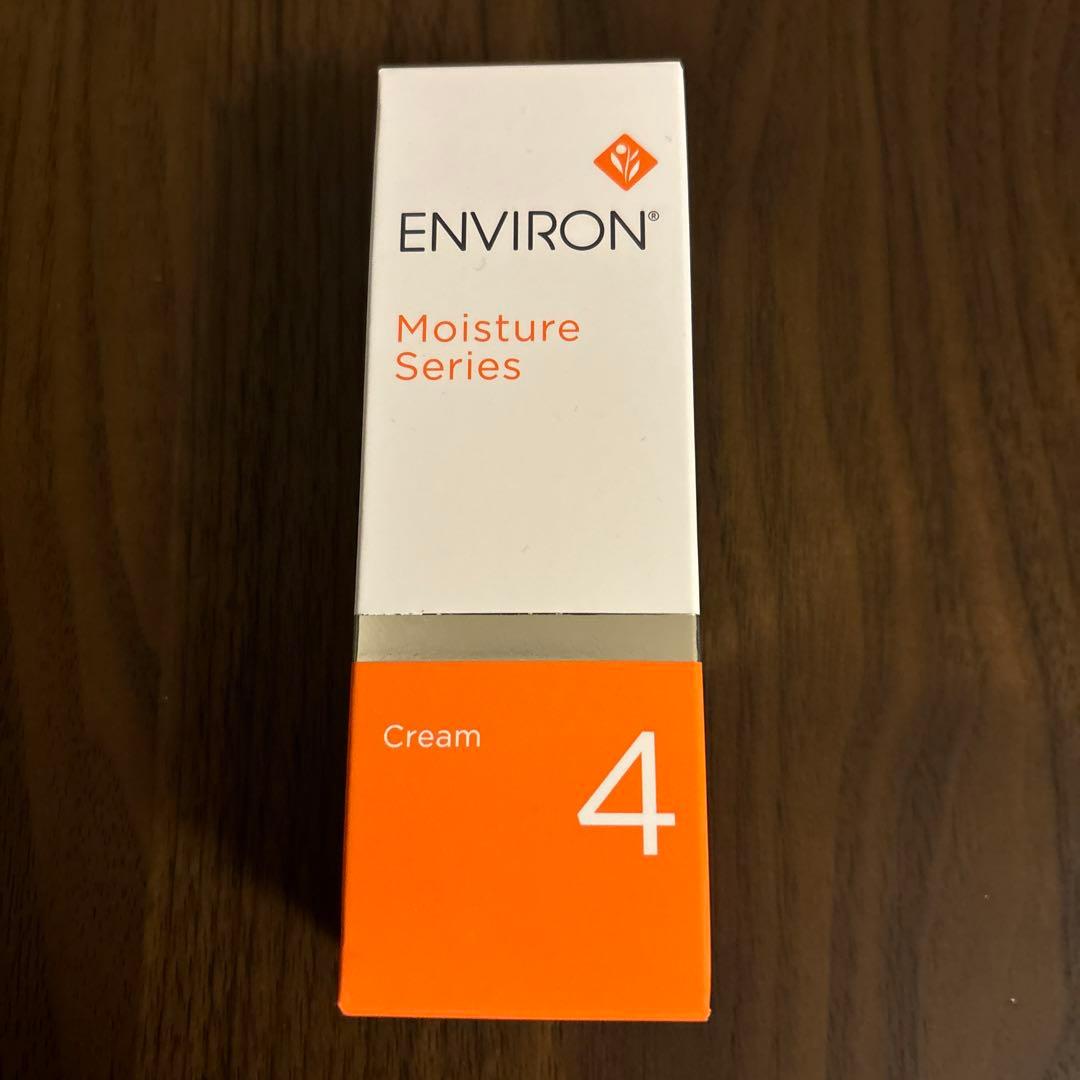 ENVIRON®
Moisture
Series
Cream
4